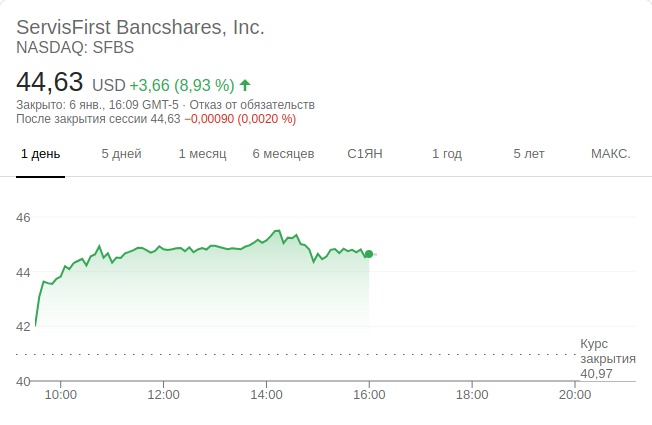 ServisFirst Bancshares, Inc.
NASDAQ: SFBS
44,63 USD +3,66 (8,93 %)
Закрыто: 6 янв., 16:09 GMT-5 · Отказ от обязательств
После закрытия сессии 44,63 −0,00090 (0,0020 %)
1 день 5 дней 1 месяц 6 месяцев С1ЯН 1 год 5 лет МАКС.
46
44
42
Курс
закрытия
40,97
40
10:00 12:00 14:00 16:00 18:00 20:00